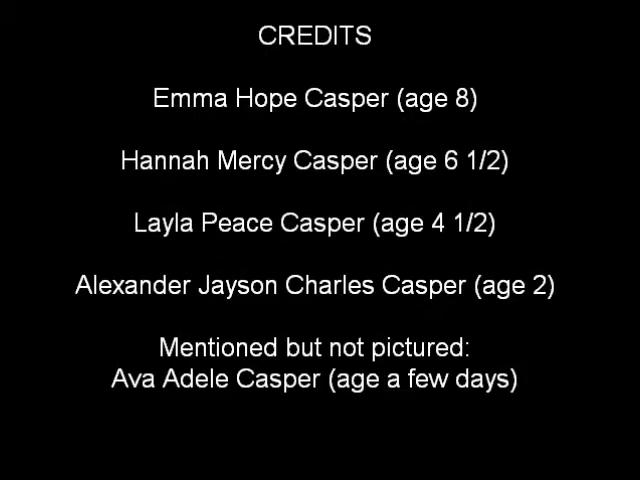 CREDITS
Emma Hope Casper (age 8)
Hannah Mercy Casper (age 6 1/2)
Layla Peace Casper (age 4 1/2)
Alexander Jayson Charles Casper (age 2)
Mentioned but not pictured:
Ava Adele Casper (age a few days)